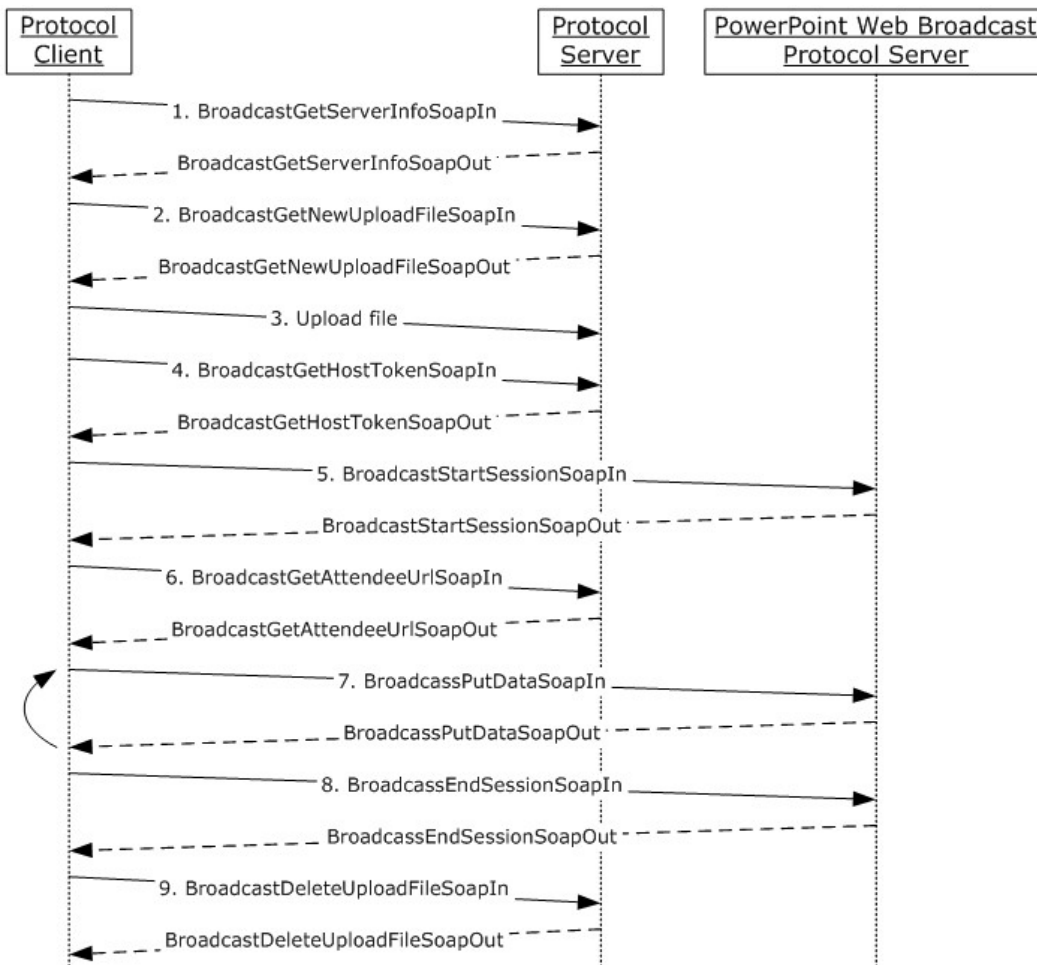 Protocol
Client
Protocol
Server
PowerPoint Web Broadcast
Protocol Server
1. BroadcastGetServerInfoSoapIn
BroadcastGetServerInfoSoapOut
2. BroadcastGetNewUploadFileSoapIn
BroadcastGetNewUploadFileSoapOut
3. Upload file
4. BroadcastGetHostTokenSoapIn
BroadcastGetHostTokenSoapOut
5. BroadcastStartSessionSoapIn
BroadcastStartSessionSoapOut
6. BroadcastGetAttendeeUrlSoapIn
BroadcastGetAttendeeUrlSoapOut
7. BroadcassPutDataSoapIn
BroadcassPutDataSoapOut
8. BroadcassEndSessionSoapIn
BroadcassEndSessionSoapOut
9. BroadcastDeleteUploadFileSoapIn
BroadcastDeleteUploadFileSoapOut